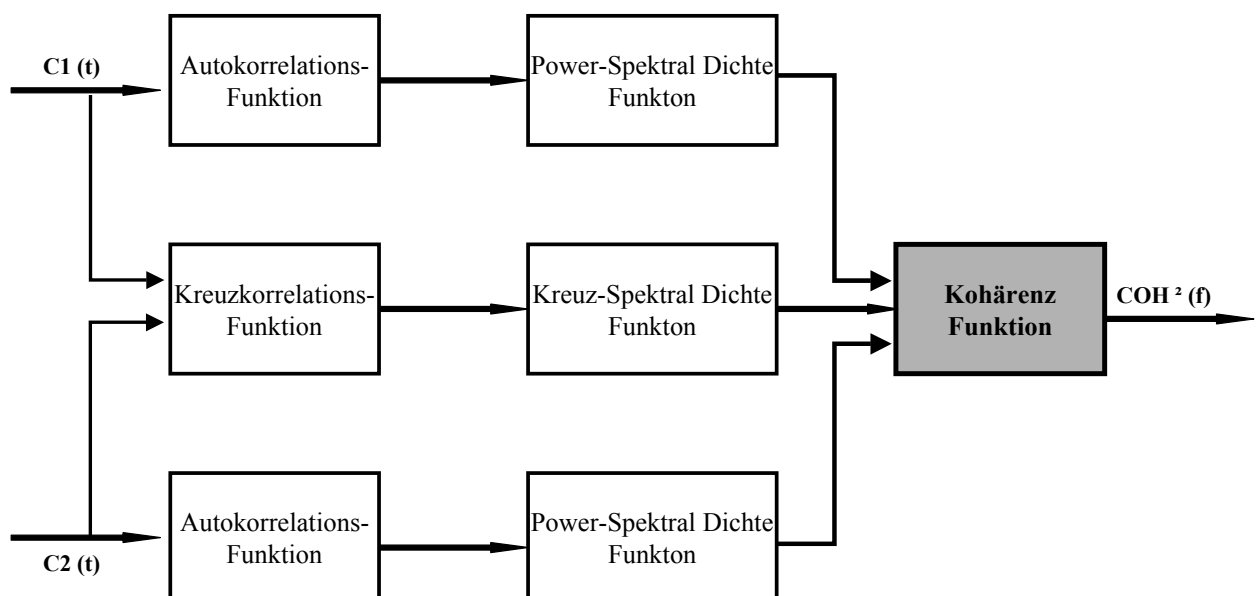 C1 (t)
Autokorrelations-
Funktion
Power-Spektral Dichte
Funkton
Kreuzkorrelations-
Funktion
Kreuz-Spektral Dichte
Funkton
Kohärenz
Funktion
COH ² (f)
Autokorrelations-
Funktion
Power-Spektral Dichte
Funkton
C2 (t)